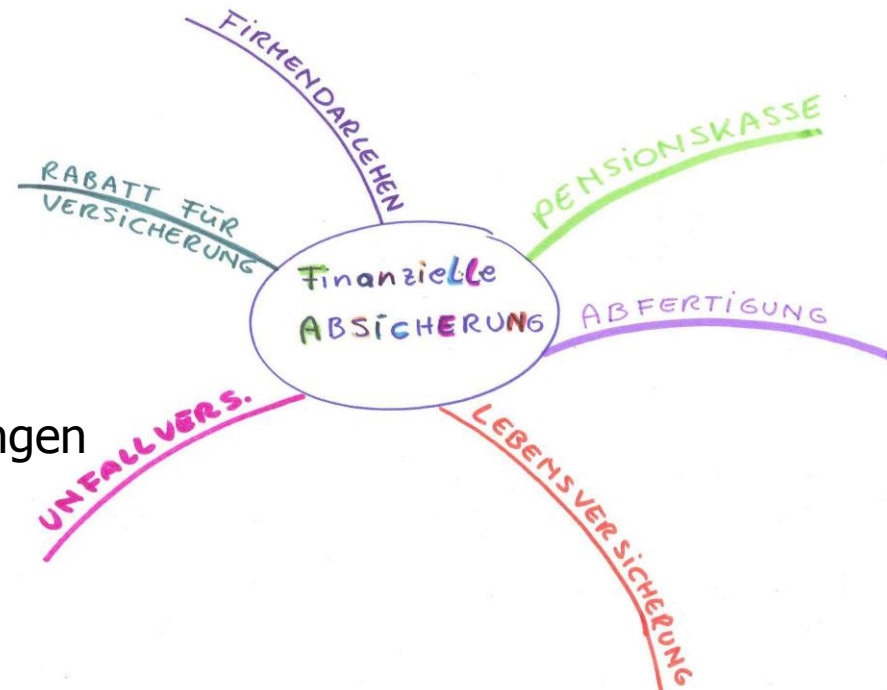 FIRMENDARLEHEN
PENSIONSKASSE
RABATT FÜR
VERSICHERUNG
Finanzielle
ABSICHERUNG
ABFERTIGUNG
UNFALLVERS.
ngen
LEBENSVERSICHERUNG